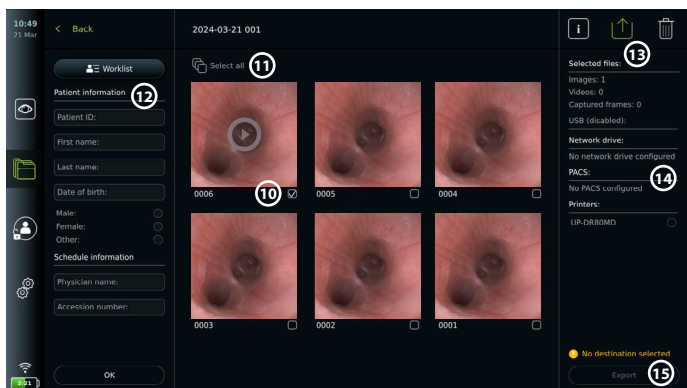 10:49
21 Mar
< Back
2024-03-21 001
i
13
Worklist
Select all
11
Selected files:
Patient information
12
Images: 1
Videos: 0
Captured frames: 0
Patient ID:
USB (disabled):
First name:
Network drive:
No network drive configured
Last name:
PACS:
14
No PACS configured
Date of birth:
0006
10
0005
0004
Printers:
Male:
Female:
Other:
UP-DR80MD
Schedule information
Physician name:
Accession number:
0003
0002
0001
No destination selected
2:21
OK
Export
15